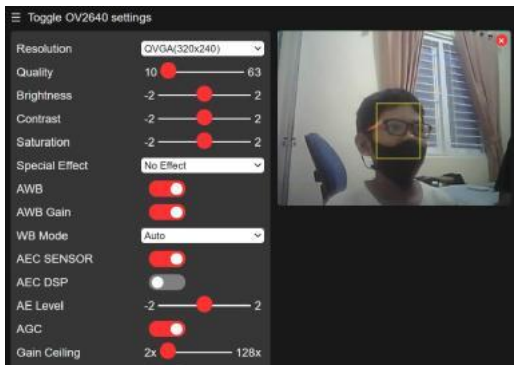 ☰ Toggle OV2640 settings
Resolution QVGA(320x240)
Quality 10 63
Brightness -2 2
Contrast -2 2
Saturation -2 2
Special Effect No Effect
AWB
AWB Gain
WB Mode Auto
AEC SENSOR
AEC DSP
AE Level -2 2
AGC
Gain Ceiling 2x 128x